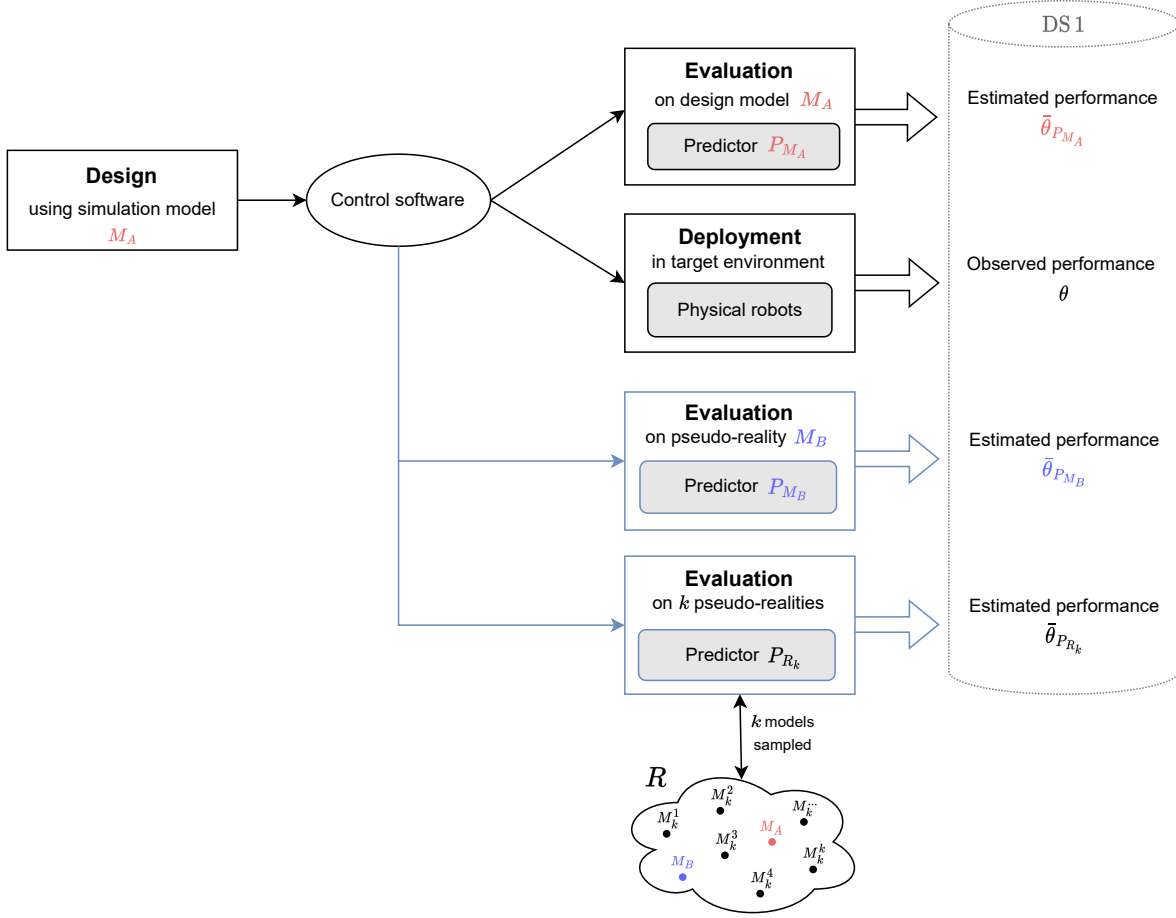 DS 1
Design
using simulation model
M_A
Control software
Evaluation
on design model M_A
Predictor P_{M_A}
Estimated performance
\bar{θ}_{P_{M_A}}
Deployment
in target environment
Physical robots
Observed performance
θ
Evaluation
on pseudo-reality M_B
Predictor P_{M_B}
Estimated performance
\bar{θ}_{P_{M_B}}
Evaluation
on k pseudo-realities
Predictor P_{R_k}
Estimated performance
\bar{θ}_{P_{R_k}}
k models
sampled
R
M_k^1
M_k^2
M_k^{...}
M_A
M_k^3
M_k^k
M_B
M_k^4